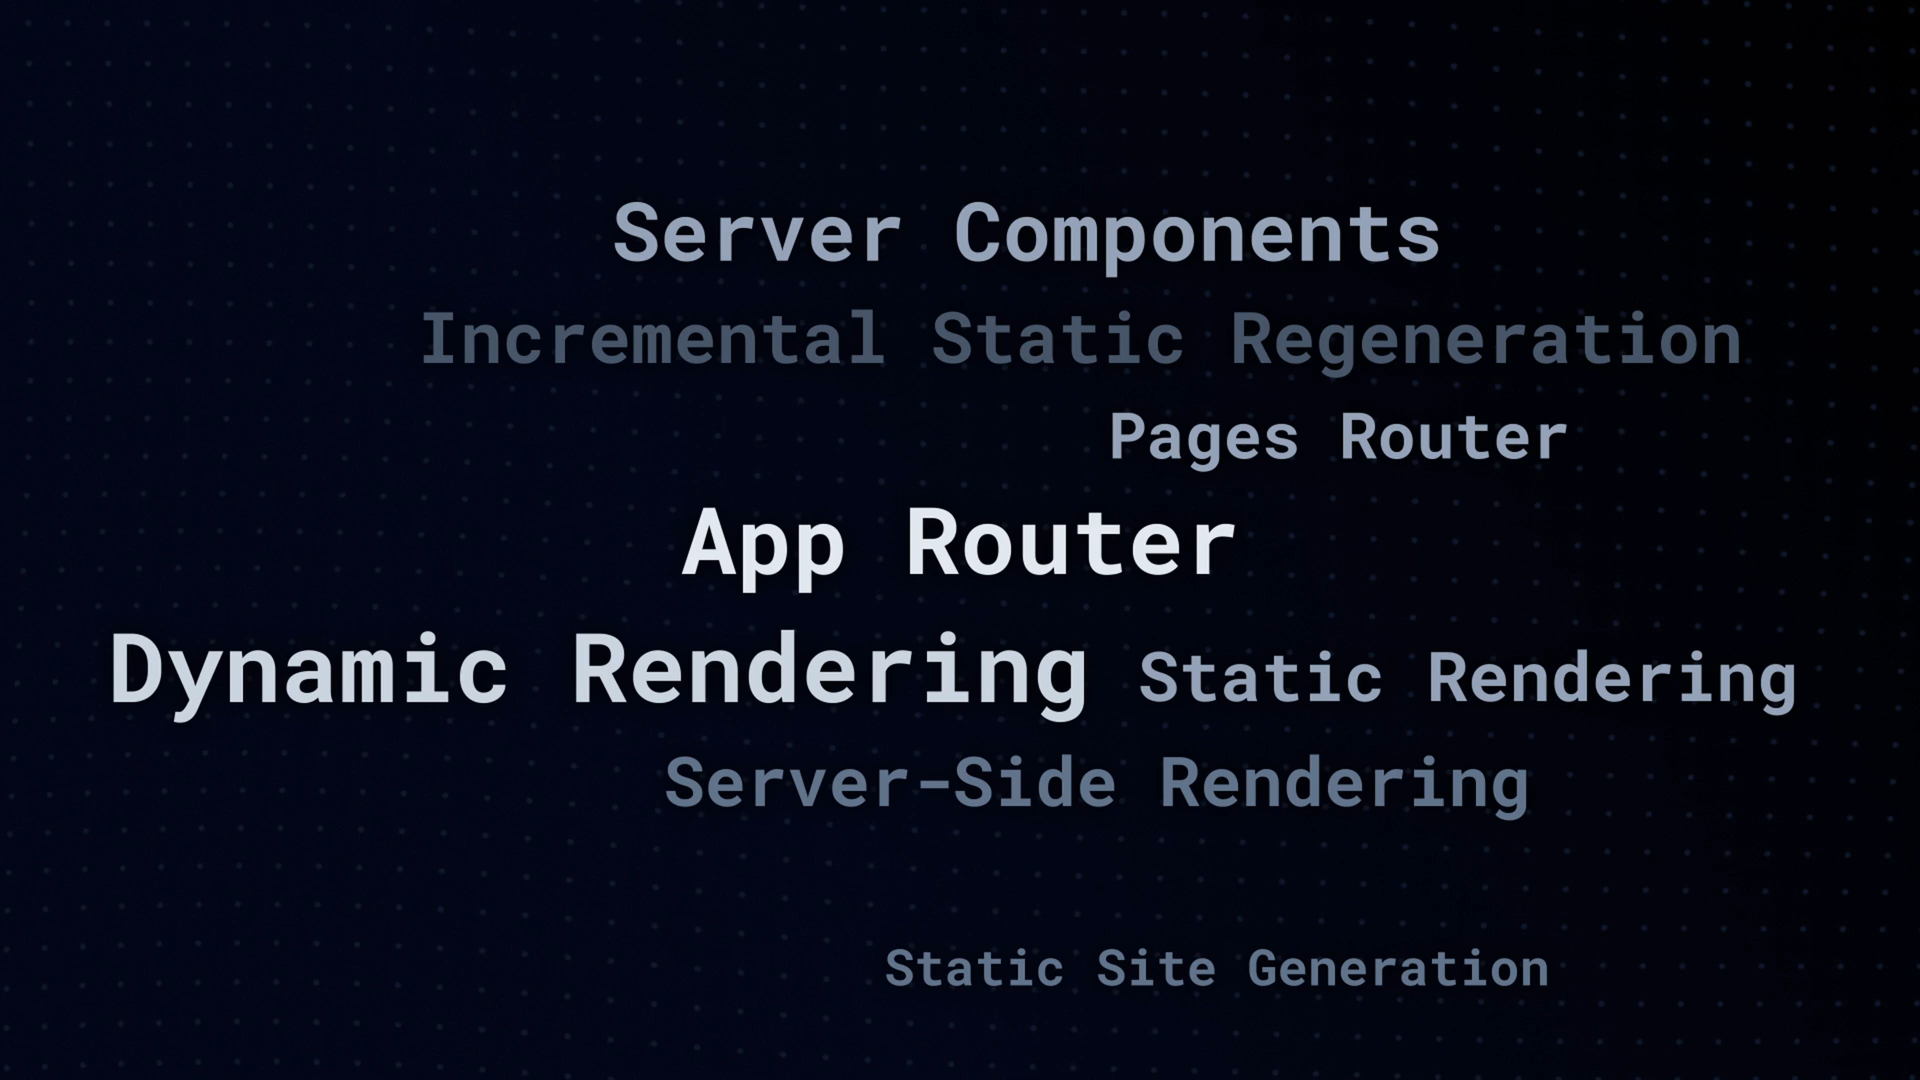 Server Components
Incremental Static Regeneration
Pages Router
App Router
Dynamic Rendering Static Rendering
Server-Side Rendering
Static Site Generation